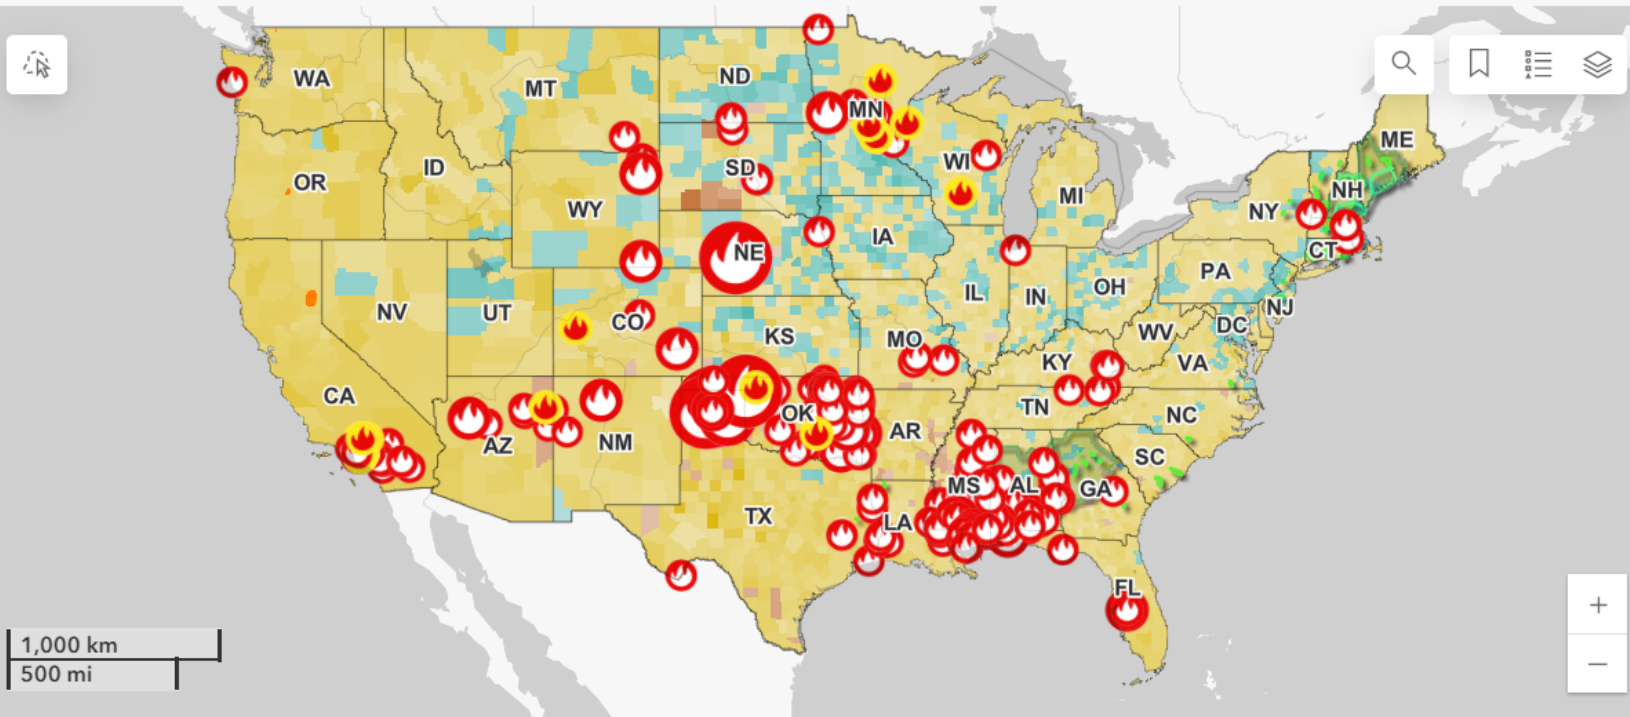 WA
MT
ND
MN
ME
OR
ID
SD
WI
MI
NH
WY
NY
NE
IA
CT
PA
NV
UT
CO
IL
IN
OH
NJ
KS
MO
WV
DC
KY
VA
CA
OK
TN
NC
AZ
NM
AR
SC
MS
AL
GA
TX
LA
FL
1,000 km
500 mi
+
−